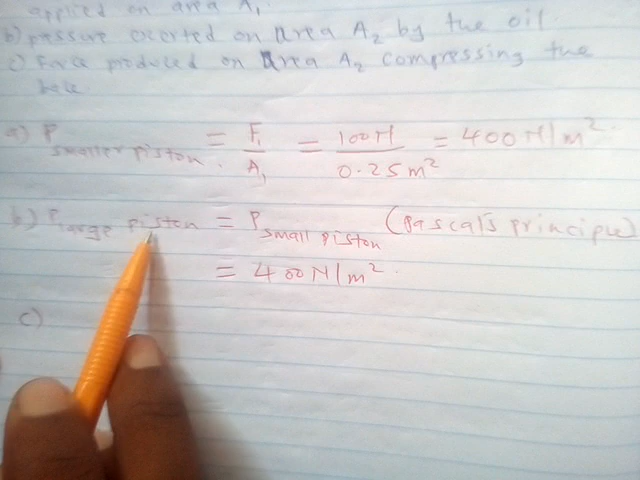 applied on area A₁
b) pressure exerted on area A₂ by the oil.
c) force produced on area A₂ compressing the
bale.
a) P smaller piston. = F₁/A₁ = 100N/0.25m² = 400N/m².
b) P large piston = P small piston (pascal's principle)
= 400N/m².
c)